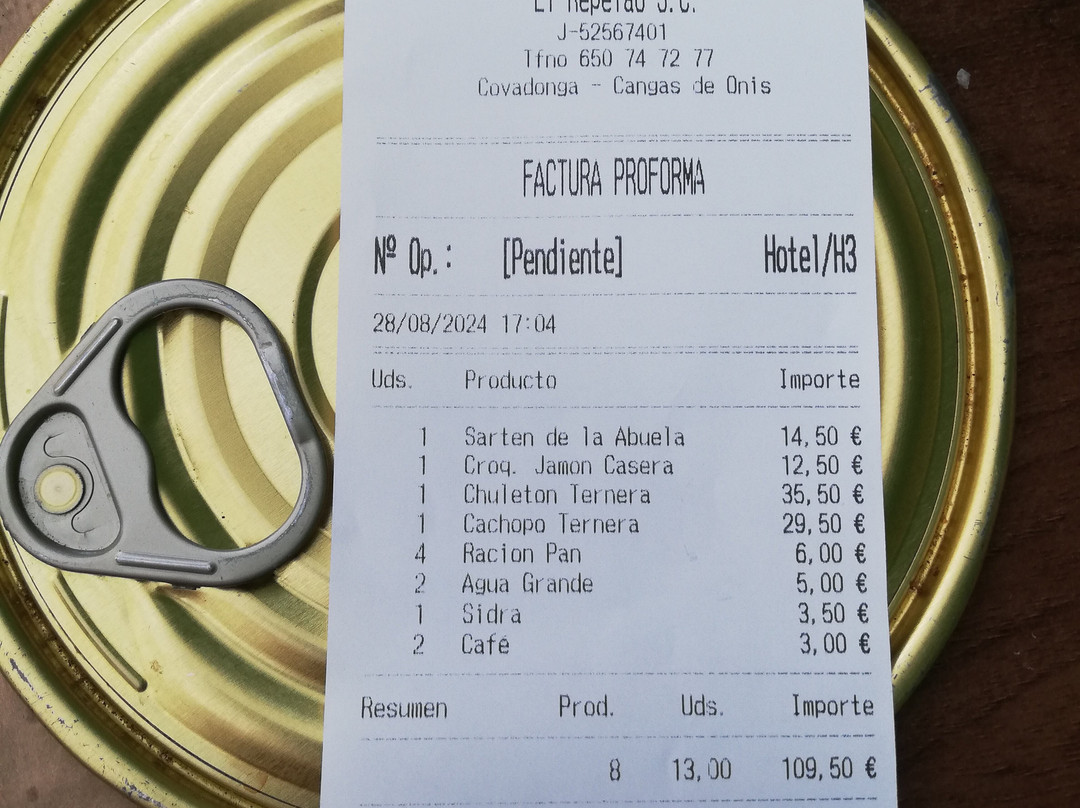 El Repelao S.C.
J-52567401
Tfno 650 74 72 77
Covadonga - Cangas de Onis
FACTURA PROFORMA
Nº Op.: [Pendiente] Hotel/H3
28/08/2024 17:04
Uds. Producto Importe
1 Sarten de la Abuela 14,50 €
1 Croq. Jamon Casera 12,50 €
1 Chuleton Ternera 35,50 €
1 Cachopo Ternera 29,50 €
4 Racion Pan 6,00 €
2 Agua Grande 5,00 €
1 Sidra 3,50 €
2 Café 3,00 €
Resumen Prod. Uds. Importe
8 13,00 109,50 €